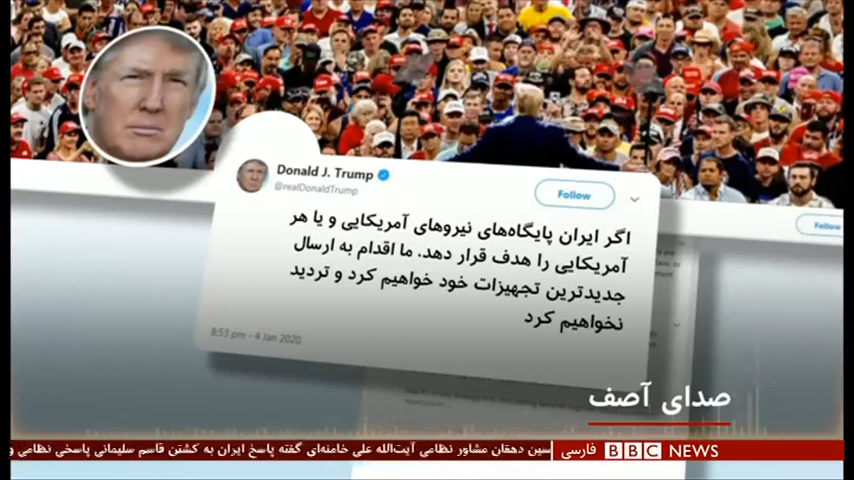 Donald J. Trump
@realDonaldTrump
Follow
اگر ایران پایگاه‌های نیروهای آمریکایی و یا هر
آمریکایی را هدف قرار دهد. ما اقدام به ارسال
جدیدترین تجهیزات خود خواهیم کرد و تردید
نخواهیم کرد
8:53 pm - 4 Jan 2020
Follow
صدای آصف
BBC NEWS فارسی
سین دهقان مشاور نظامی آیت‌الله علی خامنه‌ای گفته پاسخ ایران به کشتن قاسم سلیمانی پاسخی نظامی و